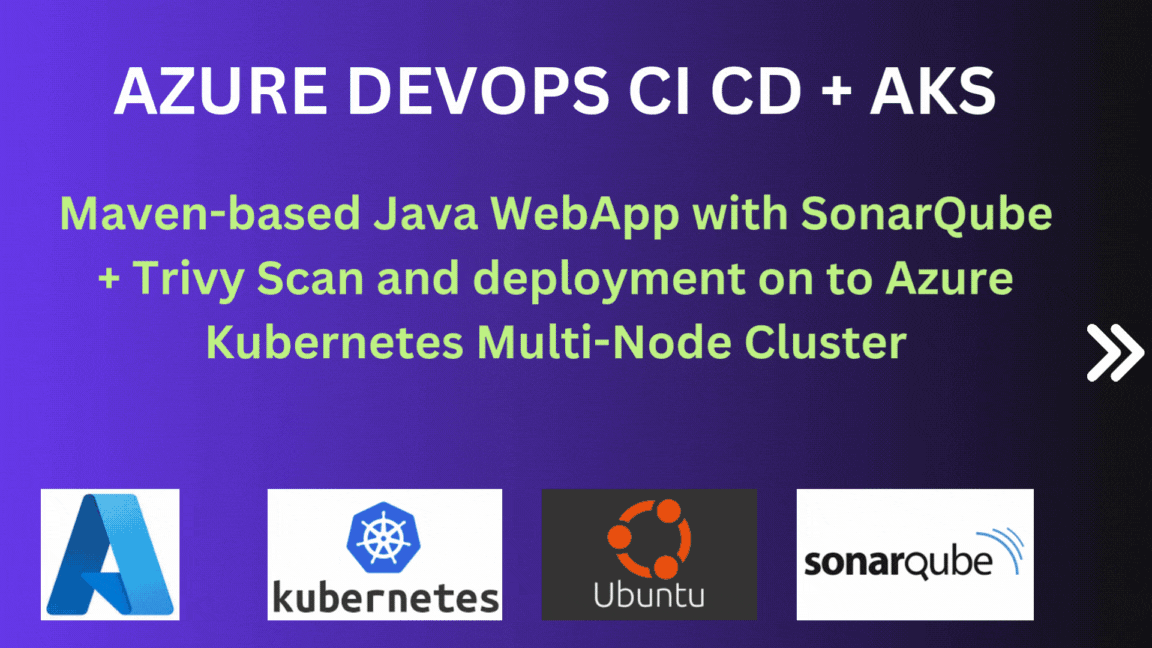 AZURE DEVOPS CI CD + AKS
Maven-based Java WebApp with SonarQube
+ Trivy Scan and deployment on to Azure
Kubernetes Multi-Node Cluster
kubernetes
Ubuntu
sonarqube